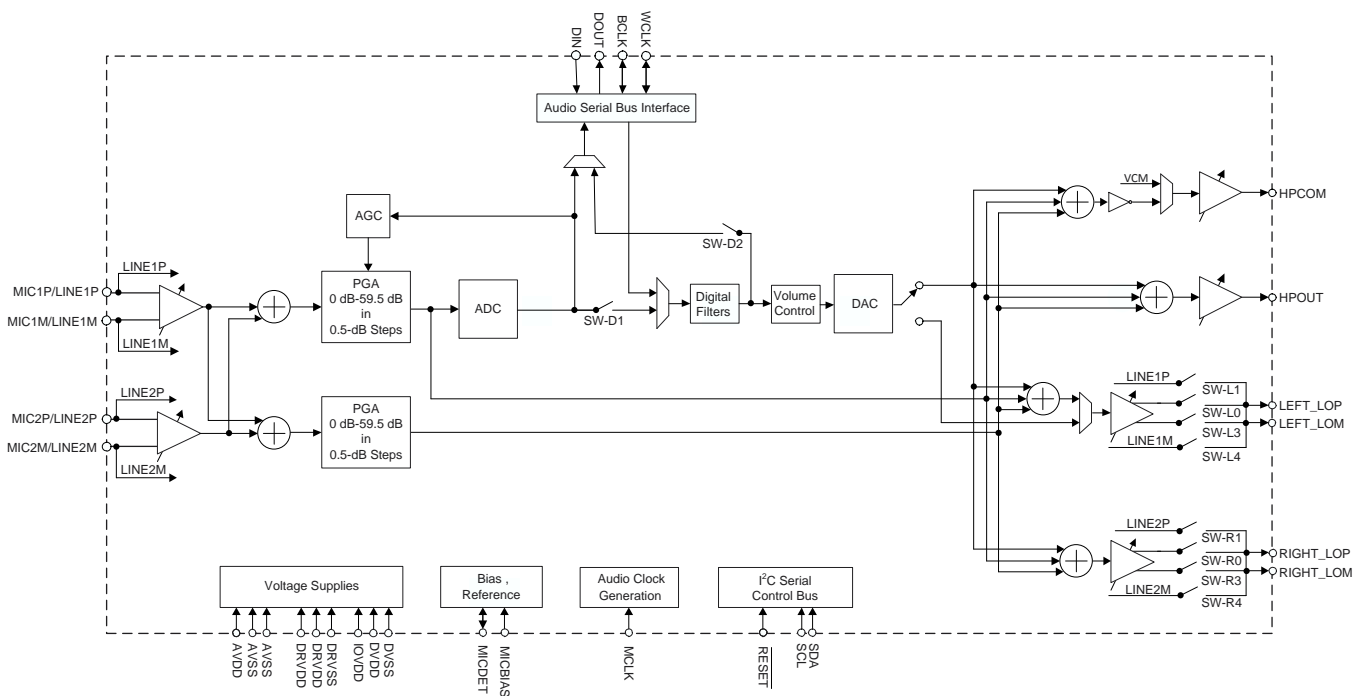 DIN
DOUT
BCLK
WCLK
Audio Serial Bus Interface
VCM
HPCOM
AGC
SW-D2
LINE1P
MIC1P/LINE1P
MIC1M/LINE1M
LINE1M
PGA
0 dB-59.5 dB
in
0.5-dB Steps
ADC
SW-D1
Digital
Filters
Volume
Control
DAC
HPOUT
LINE2P
MIC2P/LINE2P
MIC2M/LINE2M
LINE2M
PGA
0 dB-59.5 dB
in
0.5-dB Steps
LINE1P
SW-L1
SW-L0
SW-L3
LINE1M
SW-L4
LEFT_LOP
LEFT_LOM
LINE2P
SW-R1
SW-R0
SW-R3
LINE2M
SW-R4
RIGHT_LOP
RIGHT_LOM
Voltage Supplies
Bias ,
Reference
Audio Clock
Generation
I2C Serial
Control Bus
AVDD
AVSS
AVSS
DRVDD
DRVDD
DRVSS
IOVDD
DVDD
DVSS
MICDET
MICBIAS
MCLK
RESET
SCL
SDA